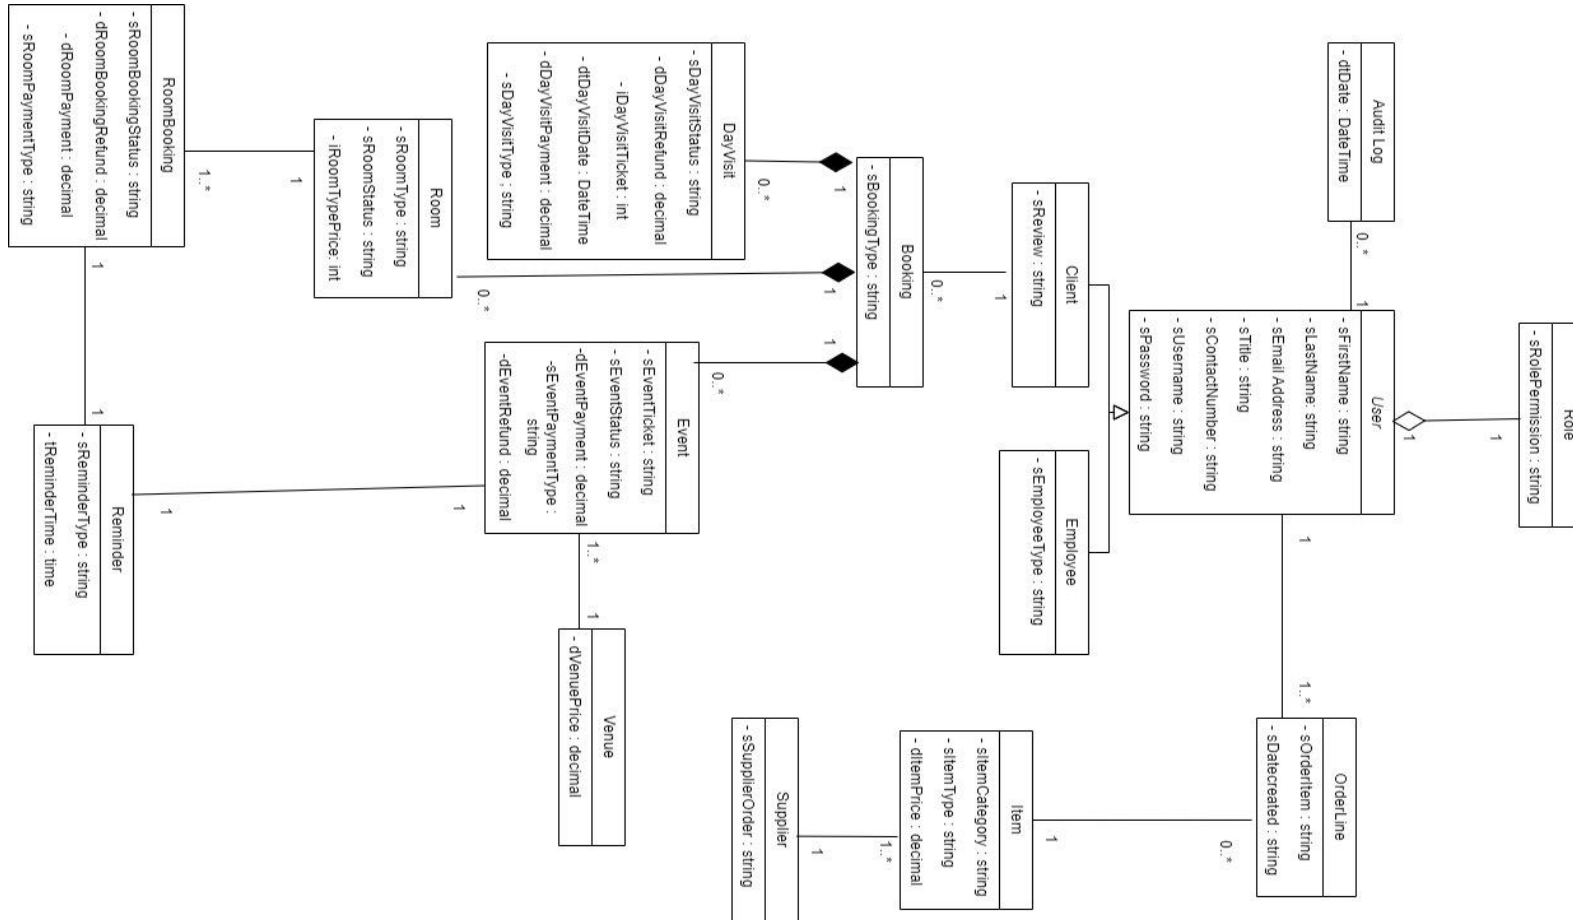 Role
- sRolePermission : string
1
1
Audit Log
- dtDate : DateTime
0..*
1
User
- sFirstName : string
- sLastName: string
- sEmail Address : string
- sTitle : string
- sContactNumber : string
- sUsername : string
- sPassword : string
1
1..*
OrderLine
- sOrderItem : string
- sDatecreated : string
0..*
1
Client
- sReview : string
Employee
- sEmployeeType : string
Item
- sItemCategory : string
- sItemType : string
- dItemPrice : decimal
1..*
1
1
0..*
Booking
- sBookingType : string
1
1
1
Supplier
- sSupplierOrder : string
0..*
0..*
0..*
DayVisit
- sDayVisitStatus : string
- dDayVisitRefund : decimal
- iDayVisitTicket : int
- dtDayVisitDate : DateTime
- dDayVisitPayment : decimal
- sDayVisitType ; string
Event
- sEventTicket : string
- sEventStatus : string
-dEventPayment : decimal
-sEventPaymentType :
string
-dEventRefund : decimal
1..*
1
Venue
- dVenuePrice : decimal
1
1
Room
- sRoomType : string
- sRoomStatus : string
- iRoomTypePrice: int
1
1..*
RoomBooking
- sRoomBookingStatus : string
- dRoomBookingRefund : decimal
- dRoomPayment : decimal
- sRoomPaymentType : string
1
1
Reminder
- sReminderType : string
- tReminderTime : time